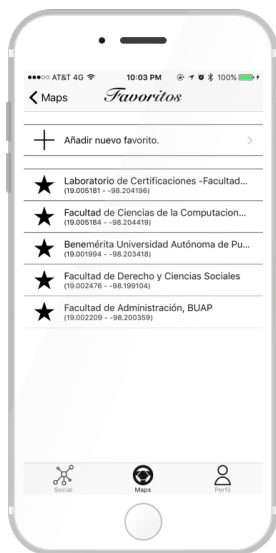 AT&T 4G 10:03 PM 100%
Maps Favoritos
Añadir nuevo favorito.
Laboratorio de Certificaciones -Facultad...
(19.005181 - -98.204196)
Facultad de Ciencias de la Computacion...
(19.005184 - -98.204419)
Benemérita Universidad Autónoma de Pu...
(19.001994 - -98.203418)
Facultad de Derecho y Ciencias Sociales
(19.002476 - -98.199104)
Facultad de Administración, BUAP
(19.002209 - -98.200359)
Social Maps Perfil